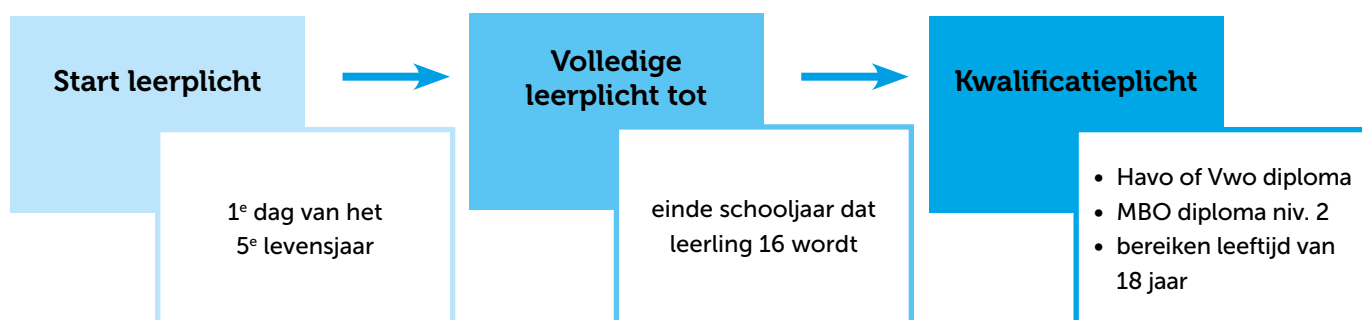 Start leerplicht
1e dag van het
5e levensjaar
Volledige
leerplicht tot
einde schooljaar dat
leerling 16 wordt
Kwalificatieplicht
• Havo of Vwo diploma
• MBO diploma niv. 2
• bereiken leeftijd van
18 jaar